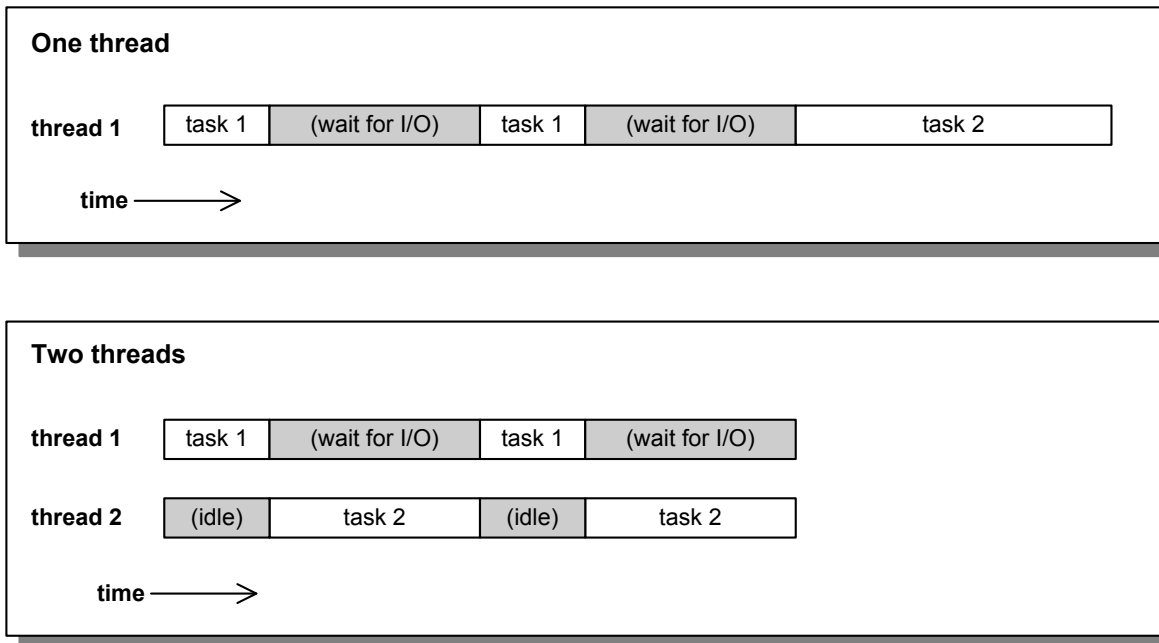 One thread
thread 1 task 1 (wait for I/O) task 1 (wait for I/O) task 2
time
Two threads
thread 1 task 1 (wait for I/O) task 1 (wait for I/O)
thread 2 (idle) task 2 (idle) task 2
time